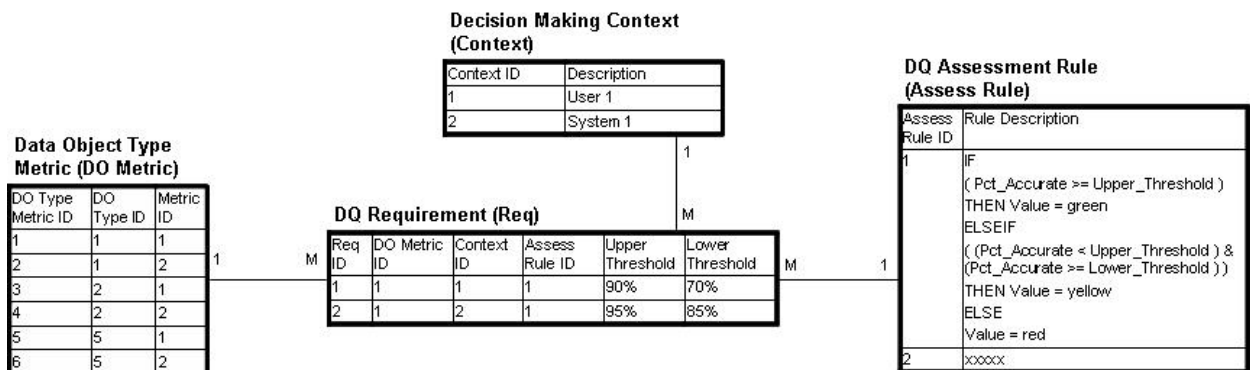 Decision Making Context
(Context)
Context ID Description
1 User 1
2 System 1
DQ Assessment Rule
(Assess Rule)
Assess Rule ID Rule Description
1 IF
( Pct_Accurate >= Upper_Threshold )
THEN Value = green
ELSEIF
( (Pct_Accurate < Upper_Threshold ) &
(Pct_Accurate >= Lower_Threshold ) )
THEN Value = yellow
ELSE
Value = red
2 xxxxx
Data Object Type
Metric (DO Metric)
DO Type Metric ID DO Type ID Metric ID
1 1 1
2 1 2
3 2 1
4 2 2
5 5 1
6 5 2
1
M
DQ Requirement (Req)
Req ID DO Metric ID Context ID Assess Rule ID Upper Threshold Lower Threshold
1 1 1 1 90% 70%
2 1 2 1 95% 85%
1
M
M
1